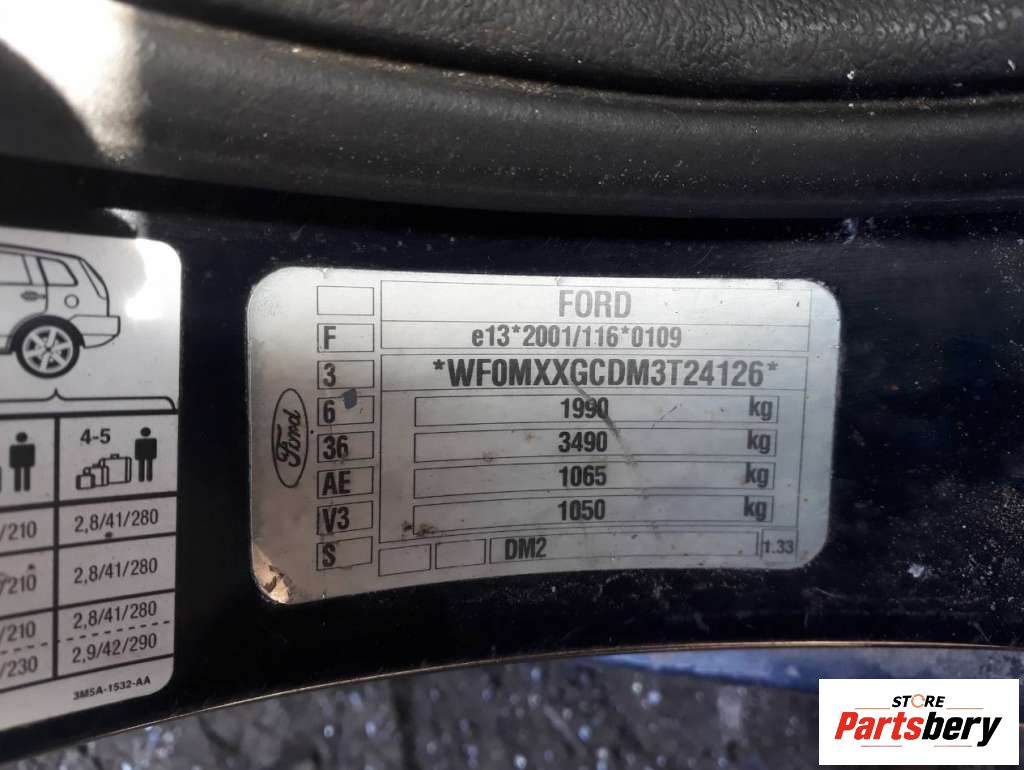 FORD
F e13*2001/116*0109
3 *WF0MXXGCDM3T24126*
6 1990 kg
36 3490 kg
AE 1065 kg
V3 1050 kg
S DM2 1.33
Ford
4-5
/210 2,8/41/280
/210 2,8/41/280
/210 2,8/41/280
/230 2,9/42/290
3M5A-1532-AA
STORE
Partsbery